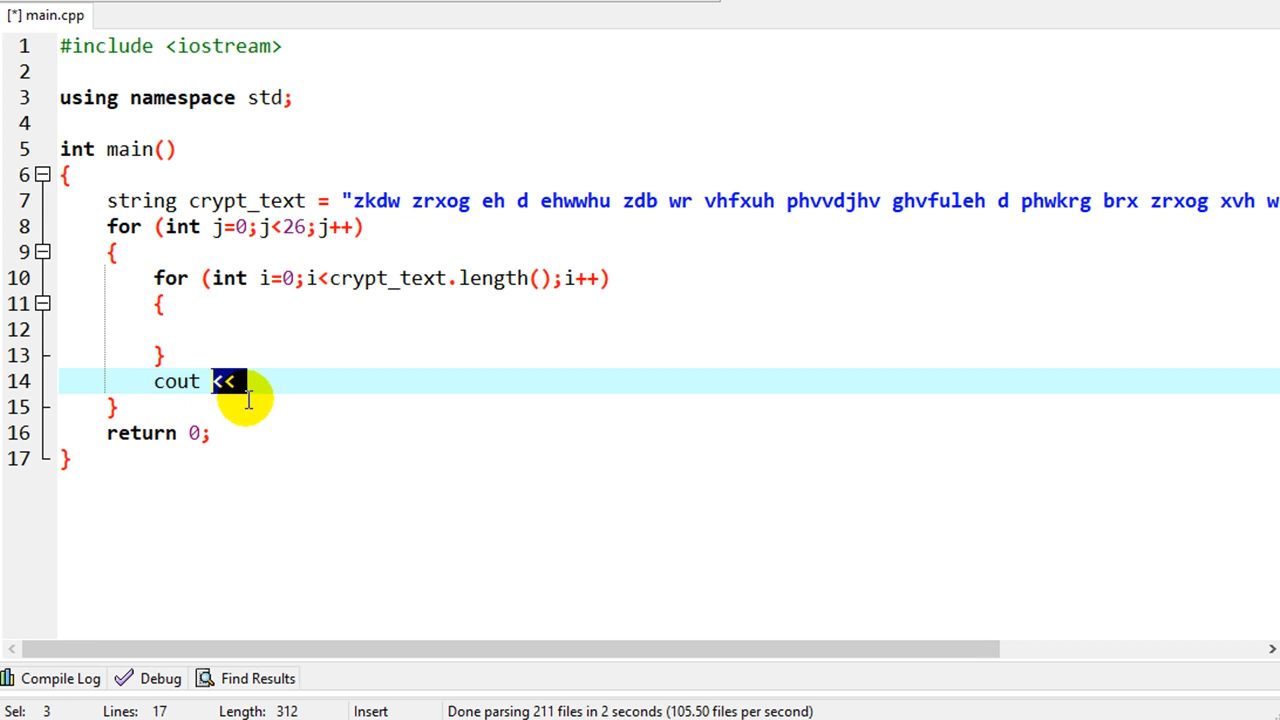 [*] main.cpp
1 #include <iostream>
2
3 using namespace std;
4
5 int main()
6 {
7 string crypt_text = "zkdw zrxog eh d ehwwhu zdb wr vhfxuh phvvdjhv ghvfuleh d phwkrg brx zrxog xvh w
8 for (int j=0;j<26;j++)
9 {
10 for (int i=0;i<crypt_text.length();i++)
11 {
12
13 }
14 cout <<
15 }
16 return 0;
17 }
Compile Log Debug Find Results
Sel: 3 Lines: 17 Length: 312 Insert Done parsing 211 files in 2 seconds (105.50 files per second)